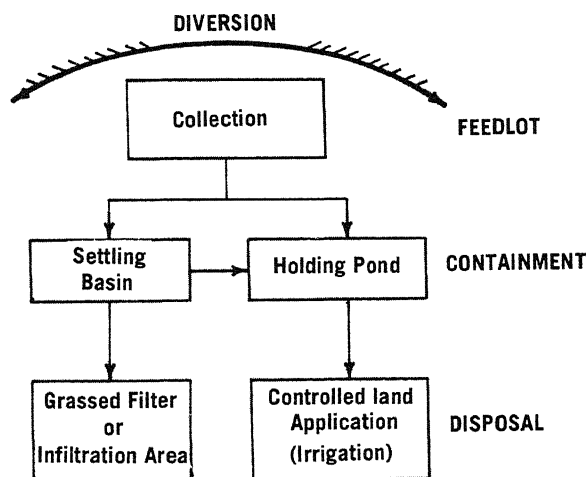 DIVERSION
Collection
FEEDLOT
Settling
Basin
Holding Pond
CONTAINMENT
Grassed Filter
or
Infiltration Area
Controlled land
Application
(Irrigation)
DISPOSAL